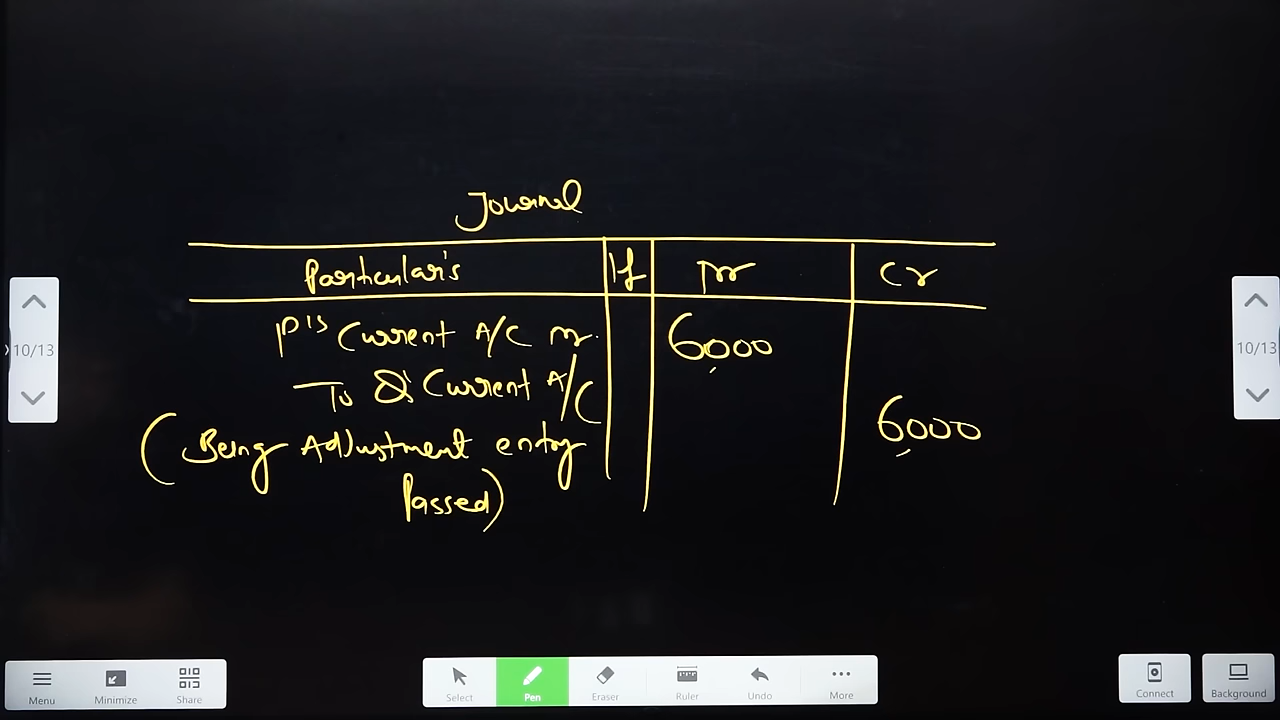 Journal
Particular's lf Dr Cr
P's Current A/C Dr. 6000
To Q's Current A/C
6000
(Being Adjustment entry
Passed)
10/13
10/13
Menu Minimize Share Select Pen Eraser Ruler Undo More Connect Background